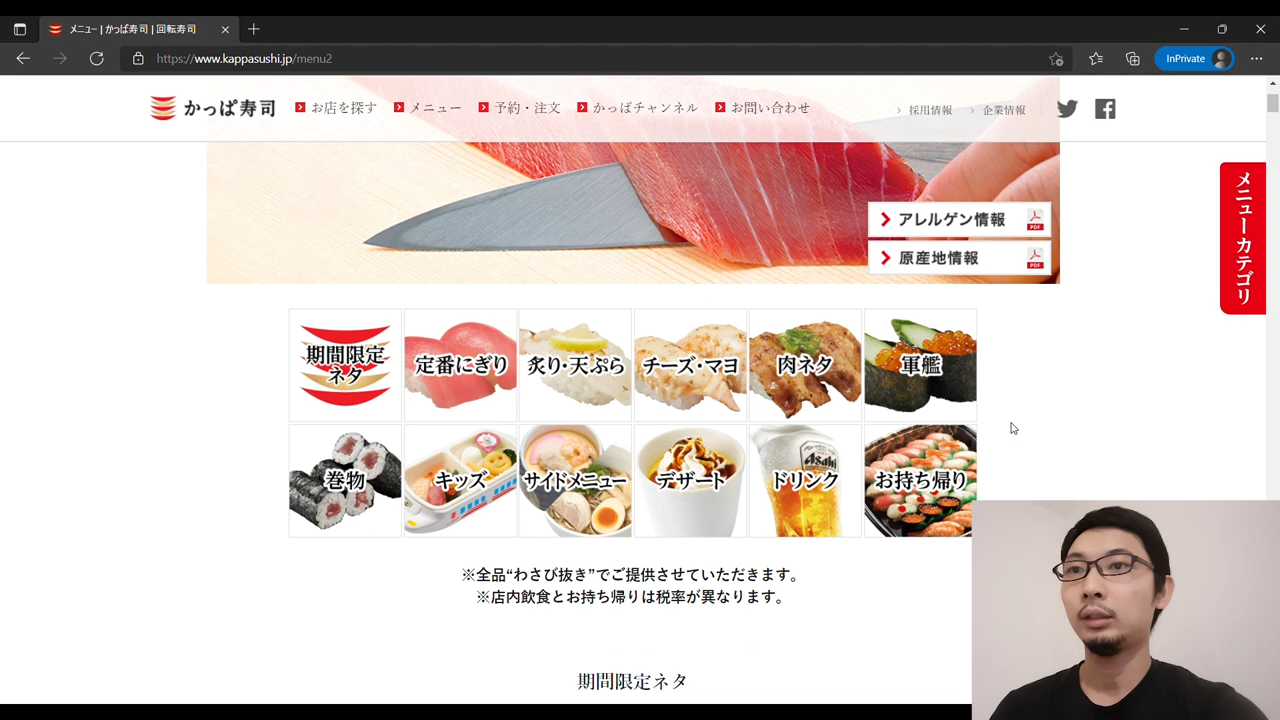 メニュー | かっぱ寿司 | 回転寿司
https://www.kappasushi.jp/menu2
InPrivate
かっぱ寿司
お店を探す
メニュー
予約・注文
かっぱチャンネル
お問い合わせ
採用情報
企業情報
アレルゲン情報
PDF
原産地情報
PDF
メニューカテゴリ
期間限定
ネタ
定番にぎり
炙り・天ぷら
チーズ・マヨ
肉ネタ
軍艦
巻物
キッズ
サイドメニュー
デザート
Asahi
ドリンク
お持ち帰り
※全品“わさび抜き”でご提供させていただきます。
※店内飲食とお持ち帰りは税率が異なります。
期間限定ネタ